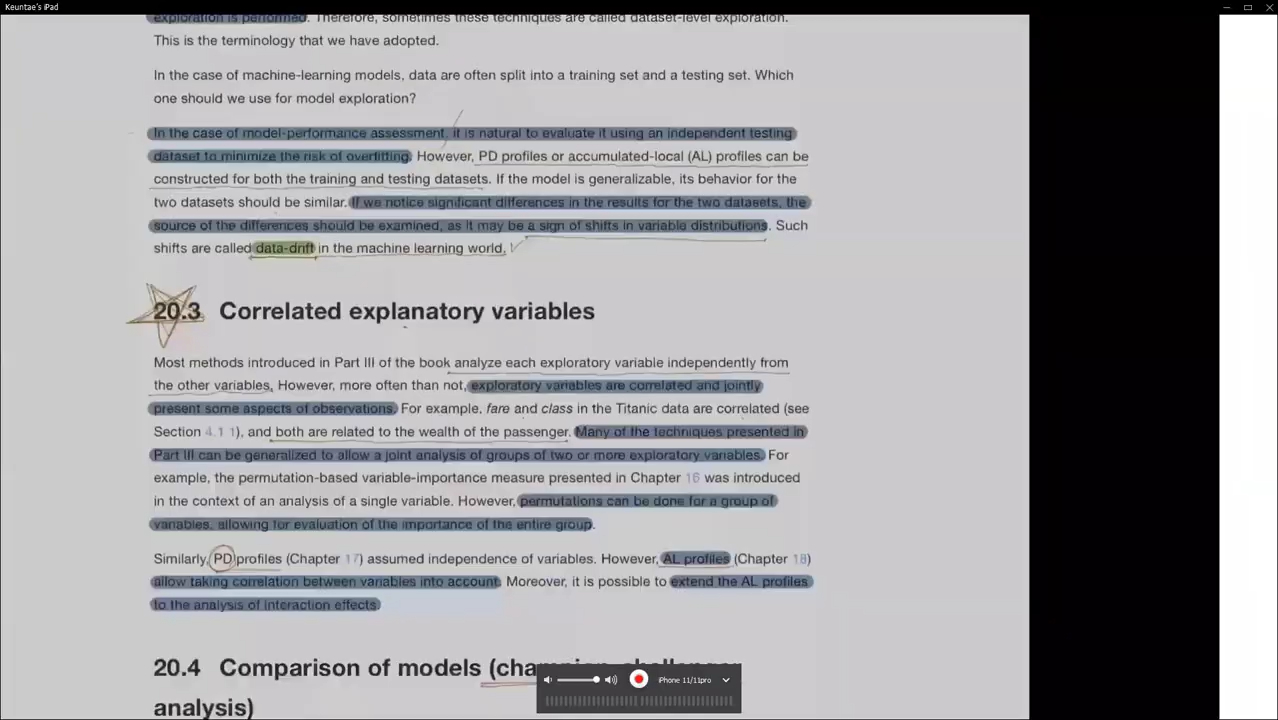 Keuntae's iPad
exploration is performed. Therefore, sometimes these techniques are called dataset-level exploration.
This is the terminology that we have adopted.
In the case of machine-learning models, data are often split into a training set and a testing set. Which
one should we use for model exploration?
In the case of model-performance assessment, it is natural to evaluate it using an independent testing
dataset to minimize the risk of overfitting. However, PD profiles or accumulated-local (AL) profiles can be
constructed for both the training and testing datasets. If the model is generalizable, its behavior for the
two datasets should be similar. If we notice significant differences in the results for the two datasets, the
source of the differences should be examined, as it may be a sign of shifts in variable distributions. Such
shifts are called data-drift in the machine learning world.
20.3 Correlated explanatory variables
Most methods introduced in Part III of the book analyze each exploratory variable independently from
the other variables. However, more often than not, exploratory variables are correlated and jointly
present some aspects of observations. For example, fare and class in the Titanic data are correlated (see
Section 4.1.1), and both are related to the wealth of the passenger. Many of the techniques presented in
Part III can be generalized to allow a joint analysis of groups of two or more exploratory variables. For
example, the permutation-based variable-importance measure presented in Chapter 16 was introduced
in the context of an analysis of a single variable. However, permutations can be done for a group of
variables, allowing for evaluation of the importance of the entire group.
Similarly, PD profiles (Chapter 17) assumed independence of variables. However, AL profiles (Chapter 18)
allow taking correlation between variables into account. Moreover, it is possible to extend the AL profiles
to the analysis of interaction effects.
20.4 Comparison of models (champion-challenger
analysis)
iPhone 11/11pro